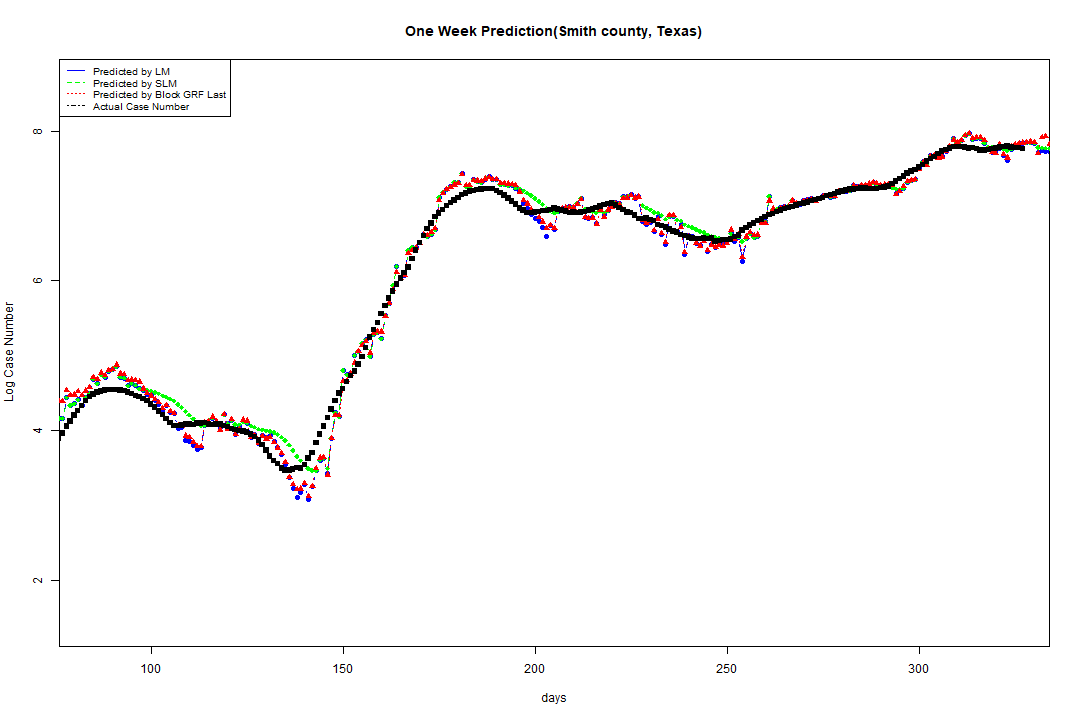 One Week Prediction(Smith county, Texas)
Predicted by LM
Predicted by SLM
Predicted by Block GRF Last
Actual Case Number
8
6
4
2
Log Case Number
100 150 200 250 300
days